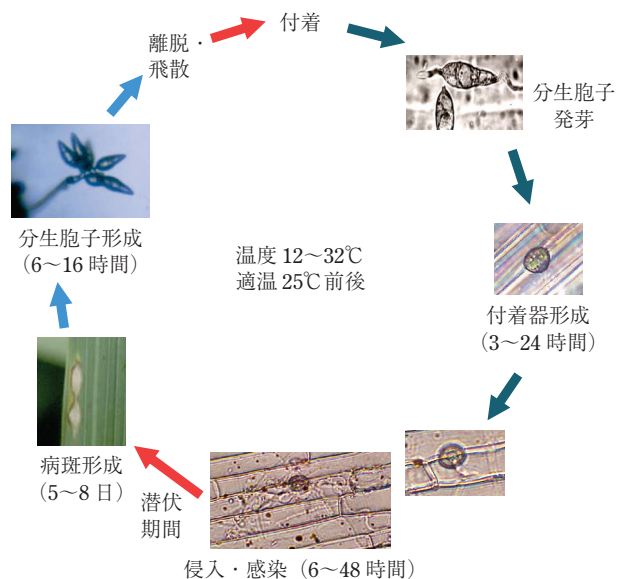 付着
離脱・
飛散
分生胞子
発芽
分生胞子形成
(6~16 時間)
温度 12~32℃
適温 25℃ 前後
付着器形成
(3~24 時間)
病斑形成
(5~8 日)
潜伏
期間
侵入・感染 (6~48 時間)